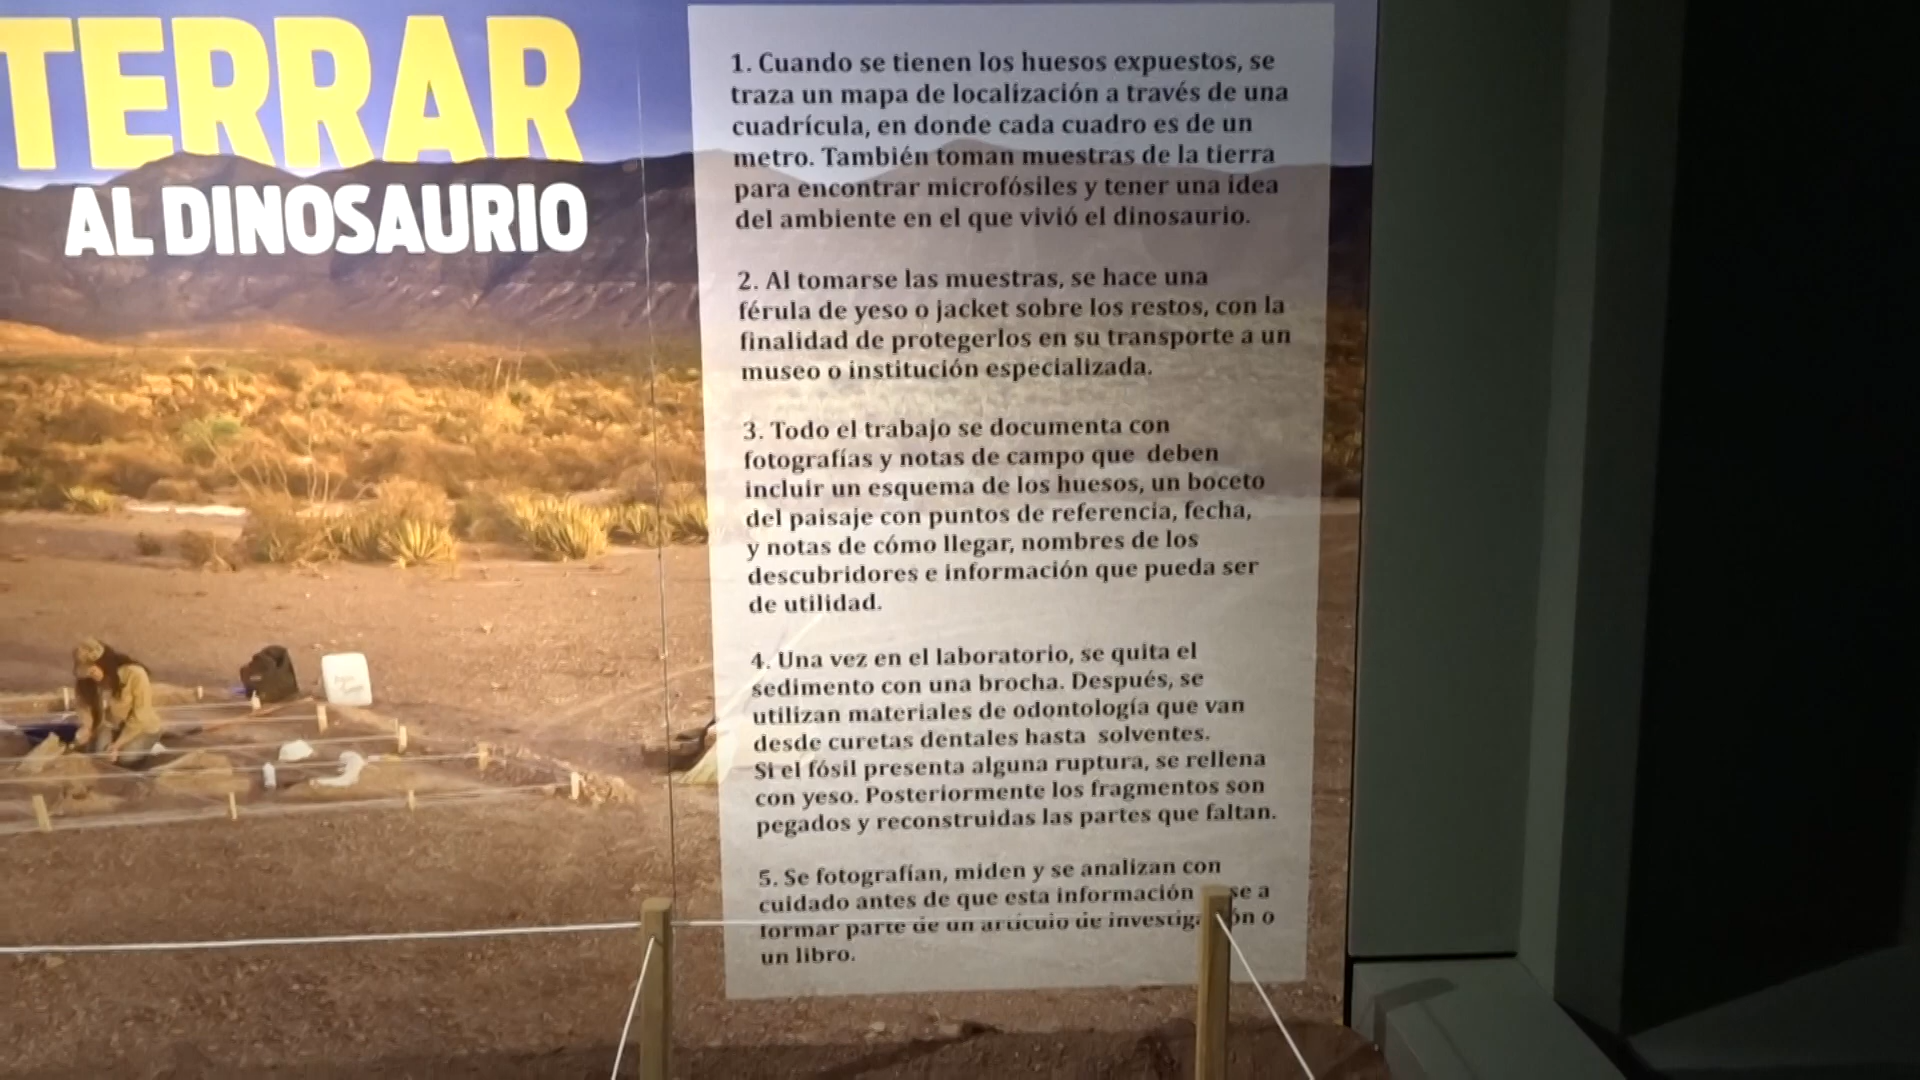 TERRAR
AL DINOSAURIO
1. Cuando se tienen los huesos expuestos, se
traza un mapa de localización a través de una
cuadrícula, en donde cada cuadro es de un
metro. También toman muestras de la tierra
para encontrar microfósiles y tener una idea
del ambiente en el que vivió el dinosaurio.
2. Al tomarse las muestras, se hace una
férula de yeso o jacket sobre los restos, con la
finalidad de protegerlos en su transporte a un
museo o institución especializada.
3. Todo el trabajo se documenta con
fotografías y notas de campo que deben
incluir un esquema de los huesos, un boceto
del paisaje con puntos de referencia, fecha,
y notas de cómo llegar, nombres de los
descubridores e información que pueda ser
de utilidad.
4. Una vez en el laboratorio, se quita el
sedimento con una brocha. Después, se
utilizan materiales de odontología que van
desde curetas dentales hasta solventes.
Si el fósil presenta alguna ruptura, se rellena
con yeso. Posteriormente los fragmentos son
pegados y reconstruidas las partes que faltan.
5. Se fotografían, miden y se analizan con
cuidado antes de que esta información se a
formar parte de un artículo de investigación o
un libro.